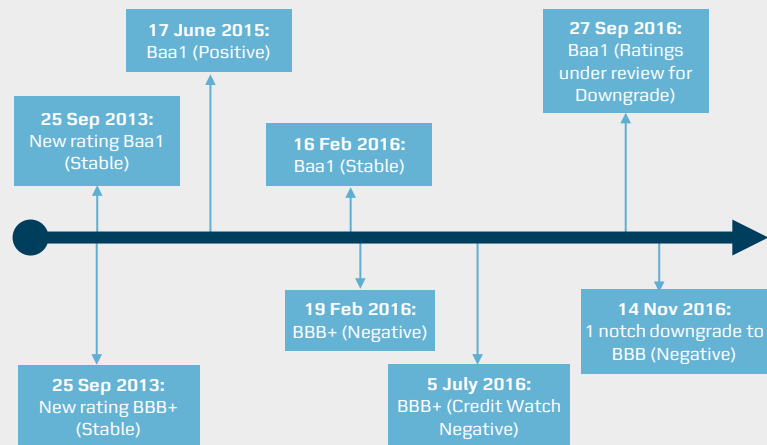 17 June 2015:
Baa1 (Positive)
27 Sep 2016:
Baa1 (Ratings
under review for
Downgrade)
25 Sep 2013:
New rating Baa1
(Stable)
16 Feb 2016:
Baa1 (Stable)
19 Feb 2016:
BBB+ (Negative)
14 Nov 2016:
1 notch downgrade to
BBB (Negative)
25 Sep 2013:
New rating BBB+
(Stable)
5 July 2016:
BBB+ (Credit Watch
Negative)